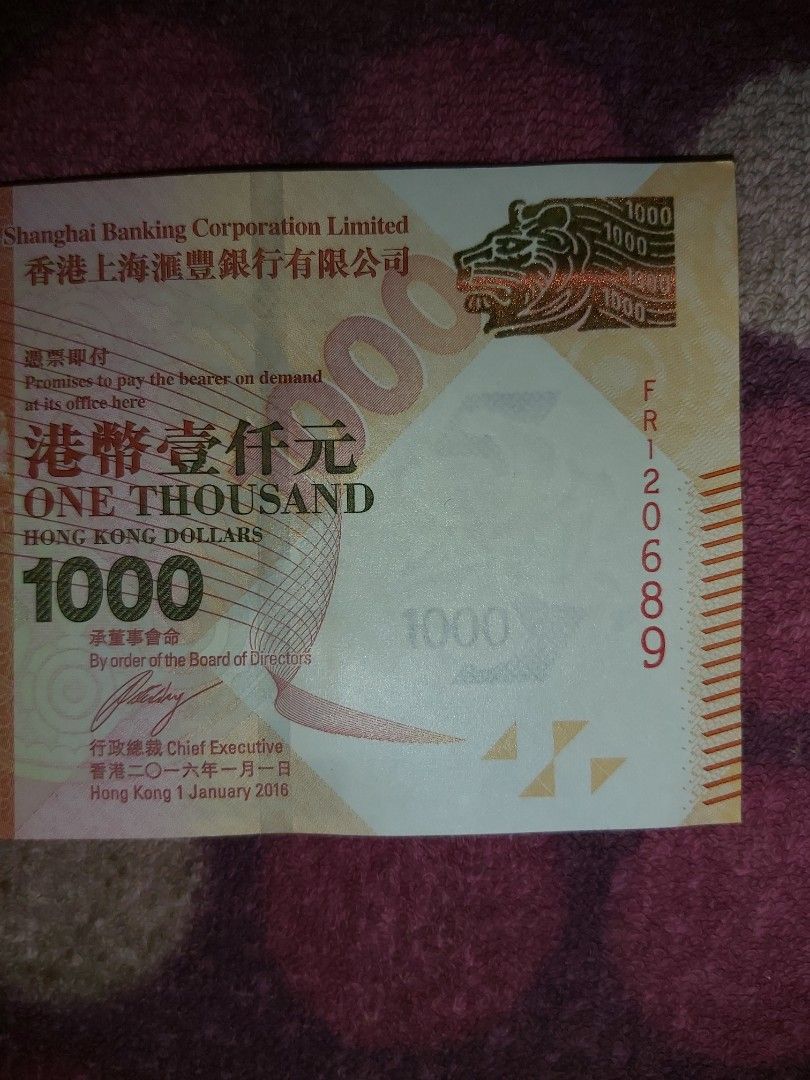 Shanghai Banking Corporation Limited
香港上海滙豐銀行有限公司
1000
1000
1000
1000
1000
憑票即付
Promises to pay the bearer on demand
at its office here
港幣壹仟元
ONE THOUSAND
HONG KONG DOLLARS
1000
承董事會命
By order of the Board of Directors
行政總裁 Chief Executive
香港二〇一六年一月一日
Hong Kong 1 January 2016
1000
FR120689